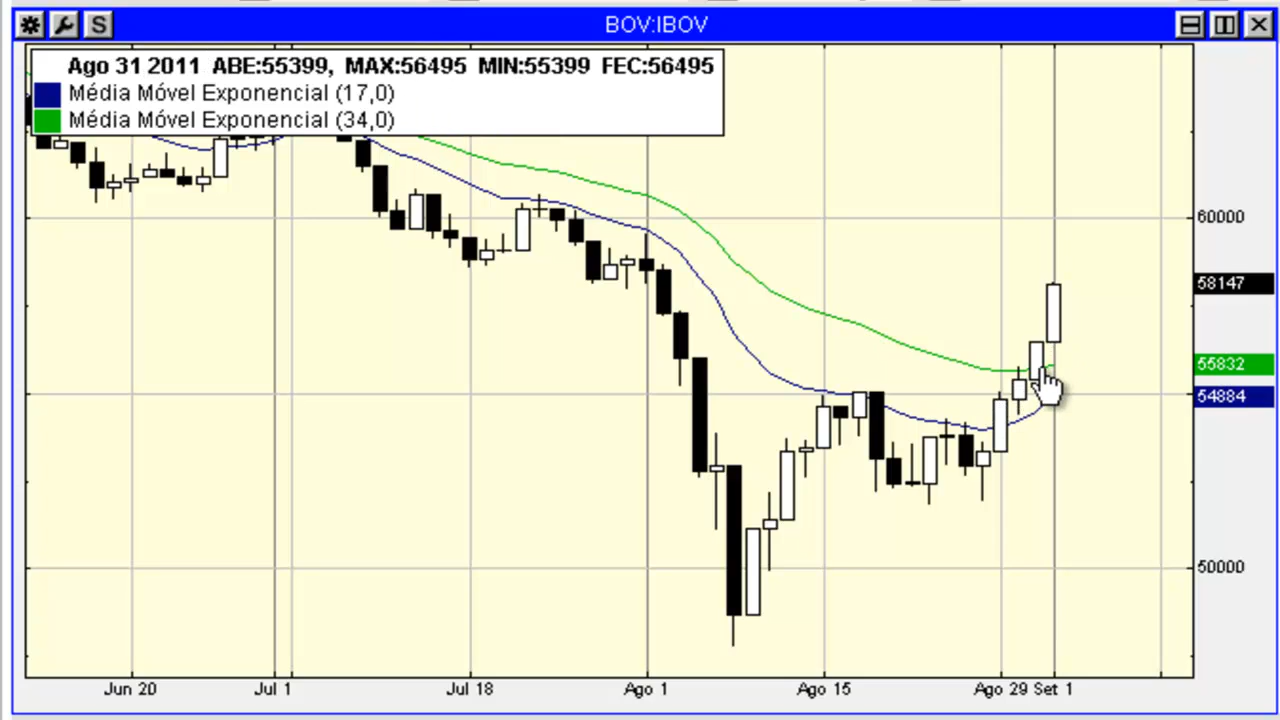 S
BOV:IBOV
Ago 31 2011 ABE:55399, MAX:56495 MIN:55399 FEC:56495
Média Móvel Exponencial (17,0)
Média Móvel Exponencial (34,0)
60000
58147
55832
54884
50000
Jun 20 Jul 1 Jul 18 Ago 1 Ago 15 Ago 29 Set 1